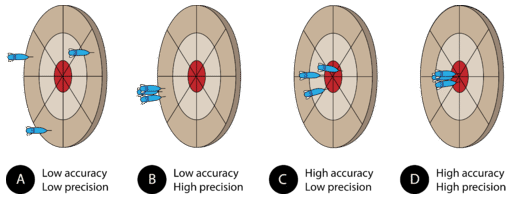 A
Low accuracy
Low precision
B
Low accuracy
High precision
C
High accuracy
Low precision
D
High accuracy
High precision